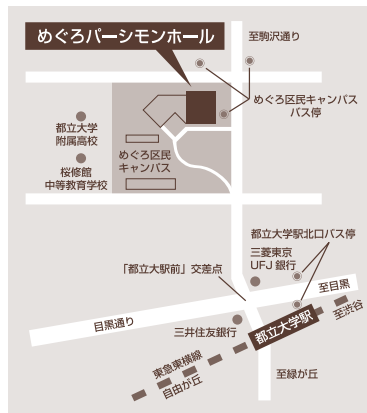 めぐろパーシモンホール
至駒沢通り
めぐろ区民キャンパス
バス停
都立大学
附属高校
めぐろ区民
キャンパス
桜修館
中等教育学校
都立大学駅北口バス停
三菱東京
UFJ 銀行
「都立大駅前」交差点
至目黒
目黒通り
三井住友銀行
都立大学駅
至渋谷
東急東横線
自由が丘
至緑が丘